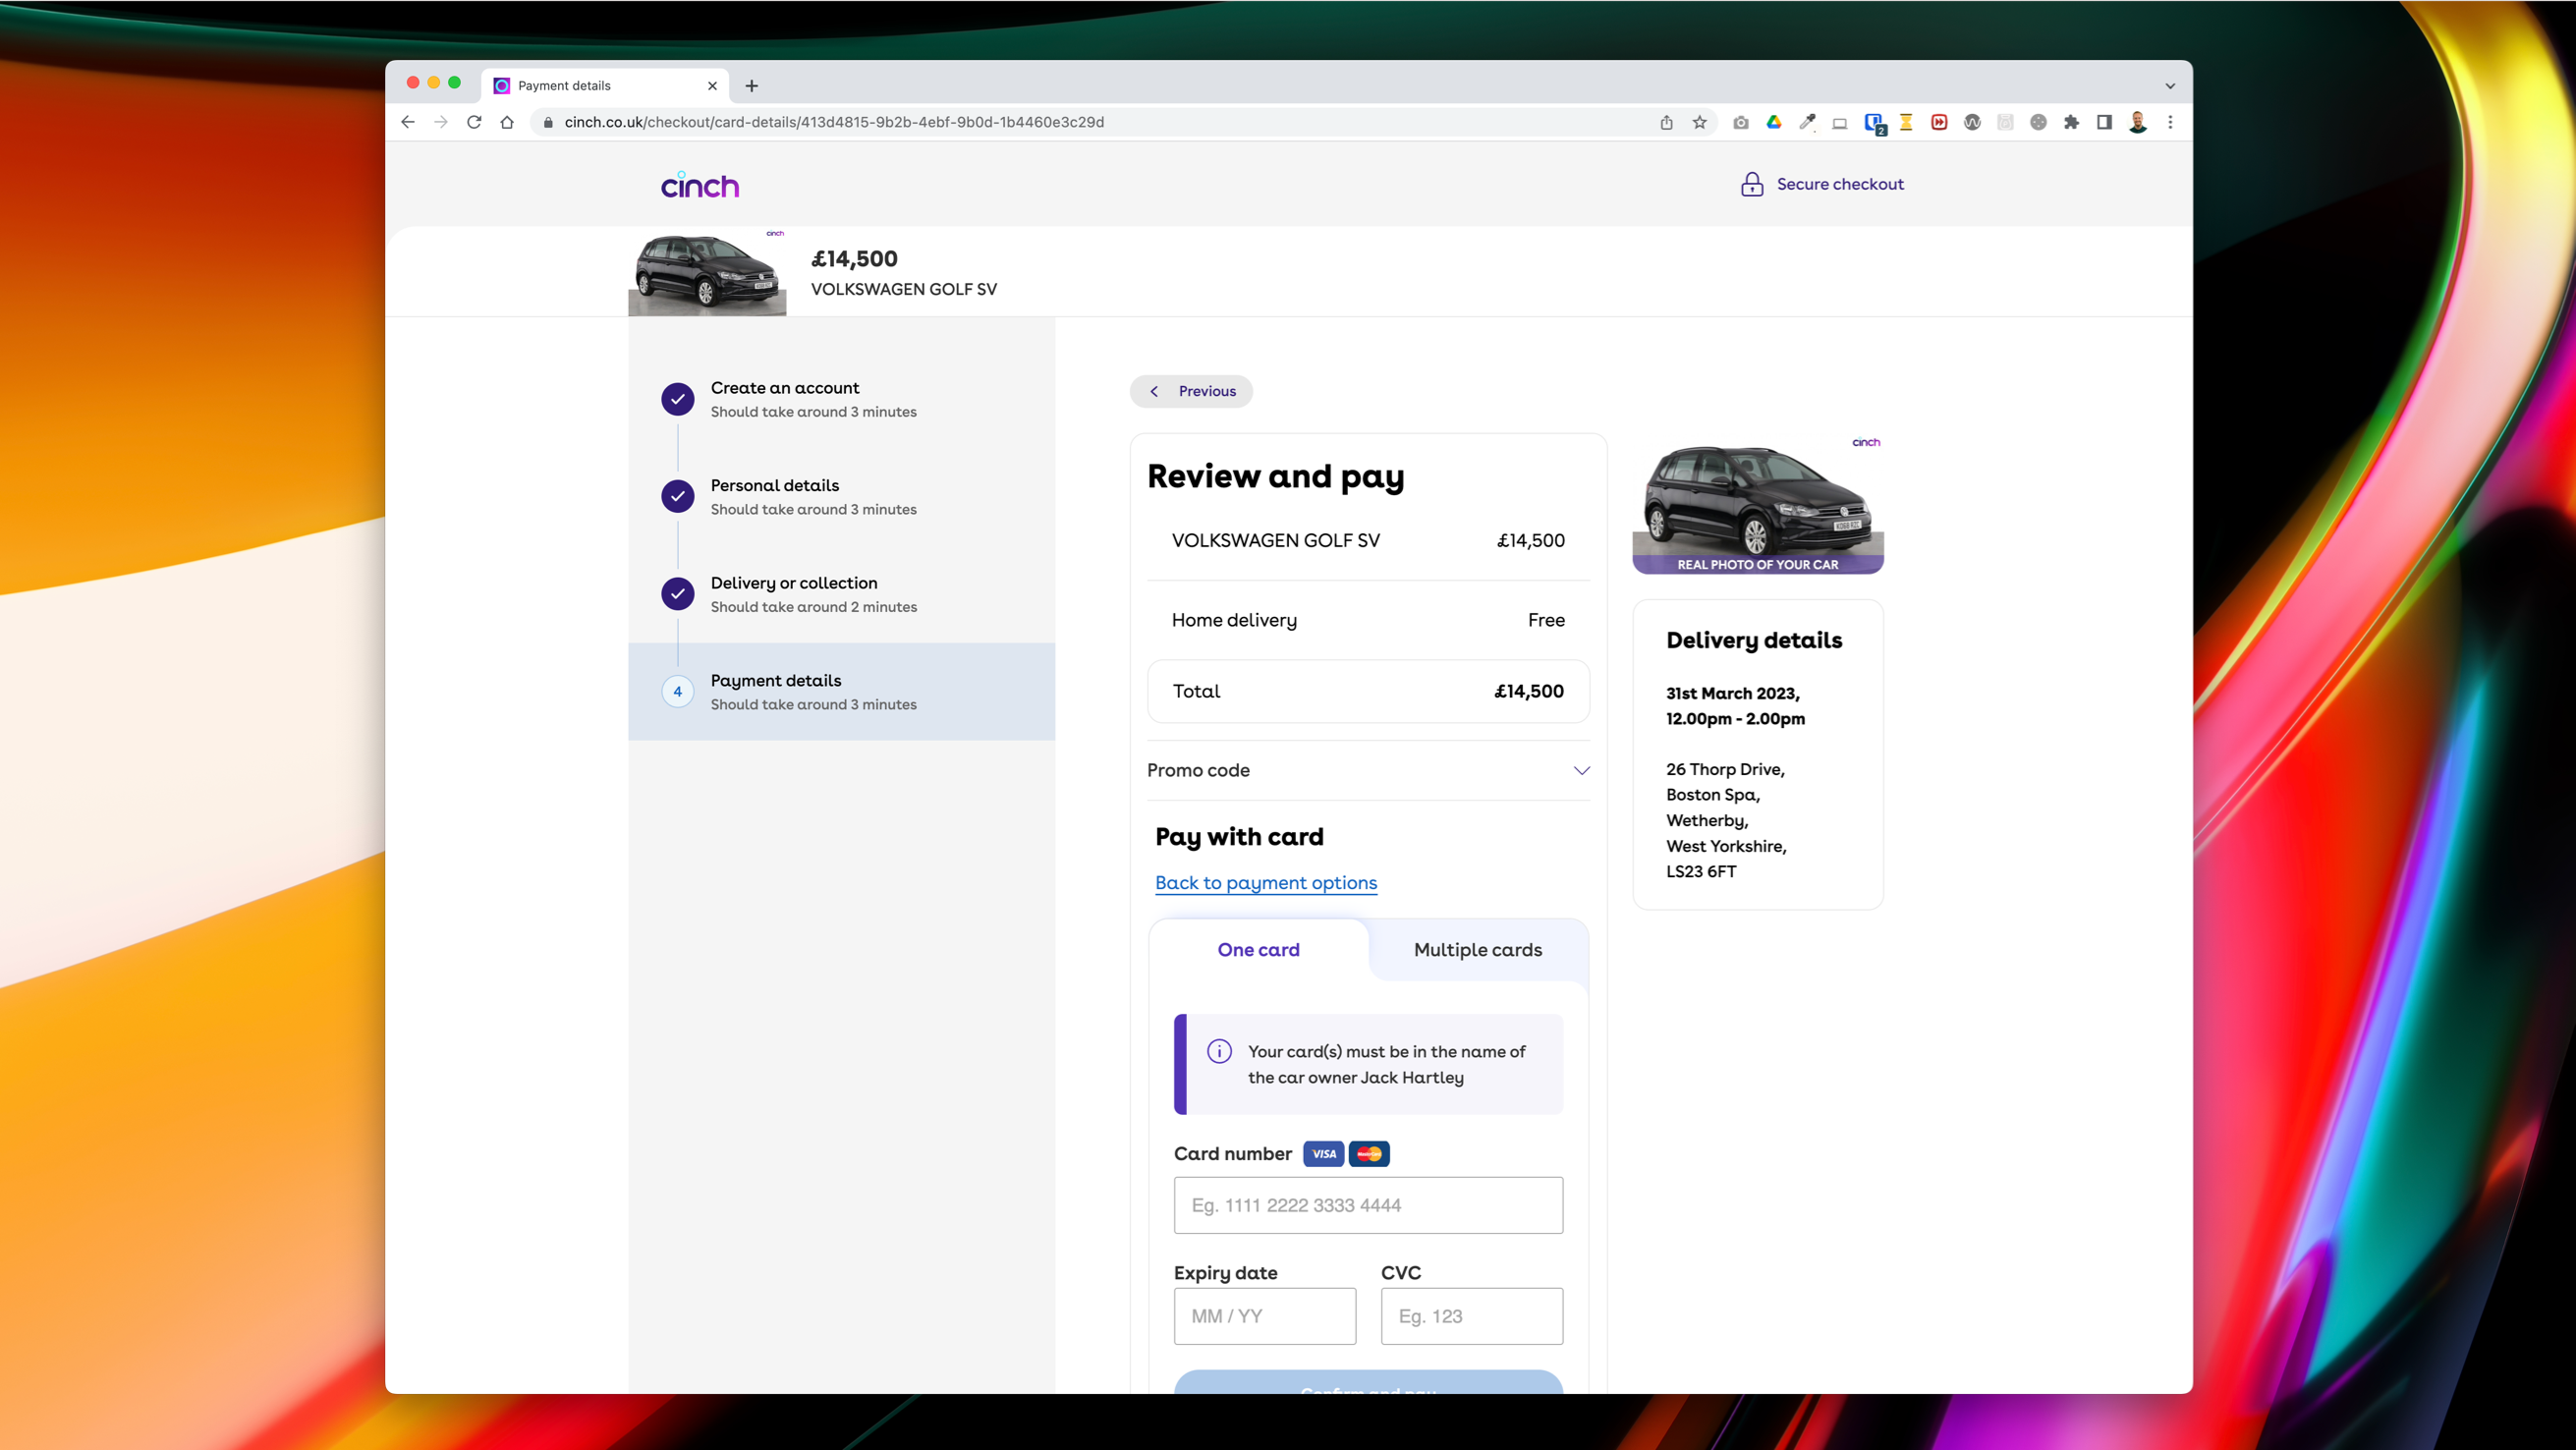 Payment details
cinch.co.uk/checkout/card-details/413d4815-9b2b-4ebf-9b0d-1b4460e3c29d
2
cinch
Secure checkout
cinch
£14,500
VOLKSWAGEN GOLF SV
Create an account
Should take around 3 minutes
Personal details
Should take around 3 minutes
Delivery or collection
Should take around 2 minutes
4
Payment details
Should take around 3 minutes
Previous
Review and pay
VOLKSWAGEN GOLF SV £14,500
Home delivery Free
Total £14,500
Promo code
Pay with card
Back to payment options
One card Multiple cards
Your card(s) must be in the name of
the car owner Jack Hartley
Card number VISA
Eg. 1111 2222 3333 4444
Expiry date CVC
MM / YY Eg. 123
Confirm and pay
cinch
REAL PHOTO OF YOUR CAR
Delivery details
31st March 2023,
12.00pm - 2.00pm
26 Thorp Drive,
Boston Spa,
Wetherby,
West Yorkshire,
LS23 6FT